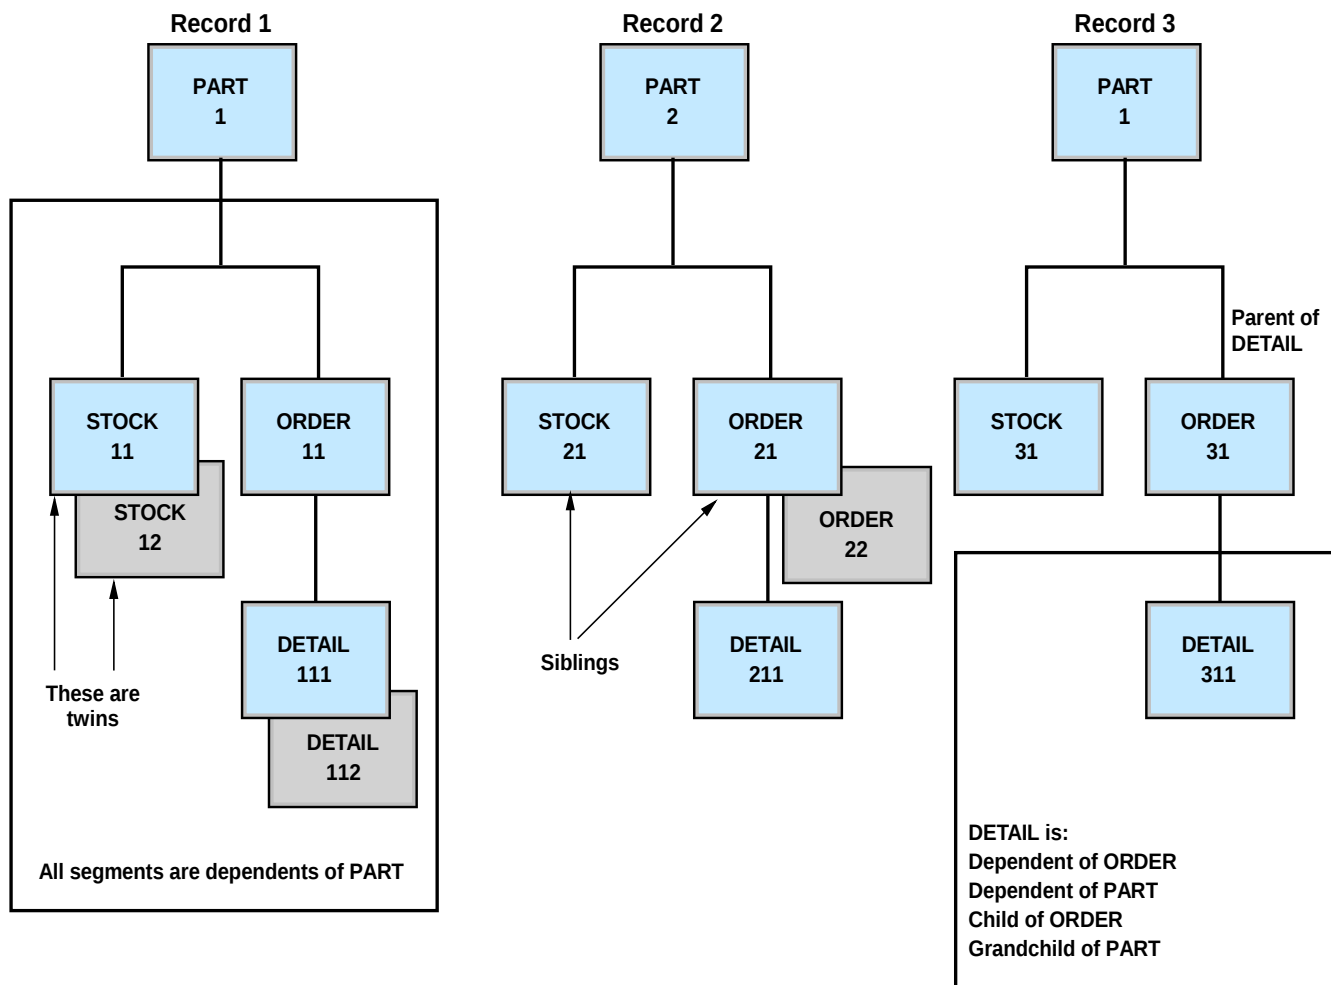 Record 1
PART
1
STOCK
11
STOCK
12
ORDER
11
DETAIL
111
DETAIL
112
These are
twins
All segments are dependents of PART
Record 2
PART
2
STOCK
21
ORDER
21
ORDER
22
DETAIL
211
Siblings
Record 3
PART
1
Parent of
DETAIL
STOCK
31
ORDER
31
DETAIL
311
DETAIL is:
Dependent of ORDER
Dependent of PART
Child of ORDER
Grandchild of PART